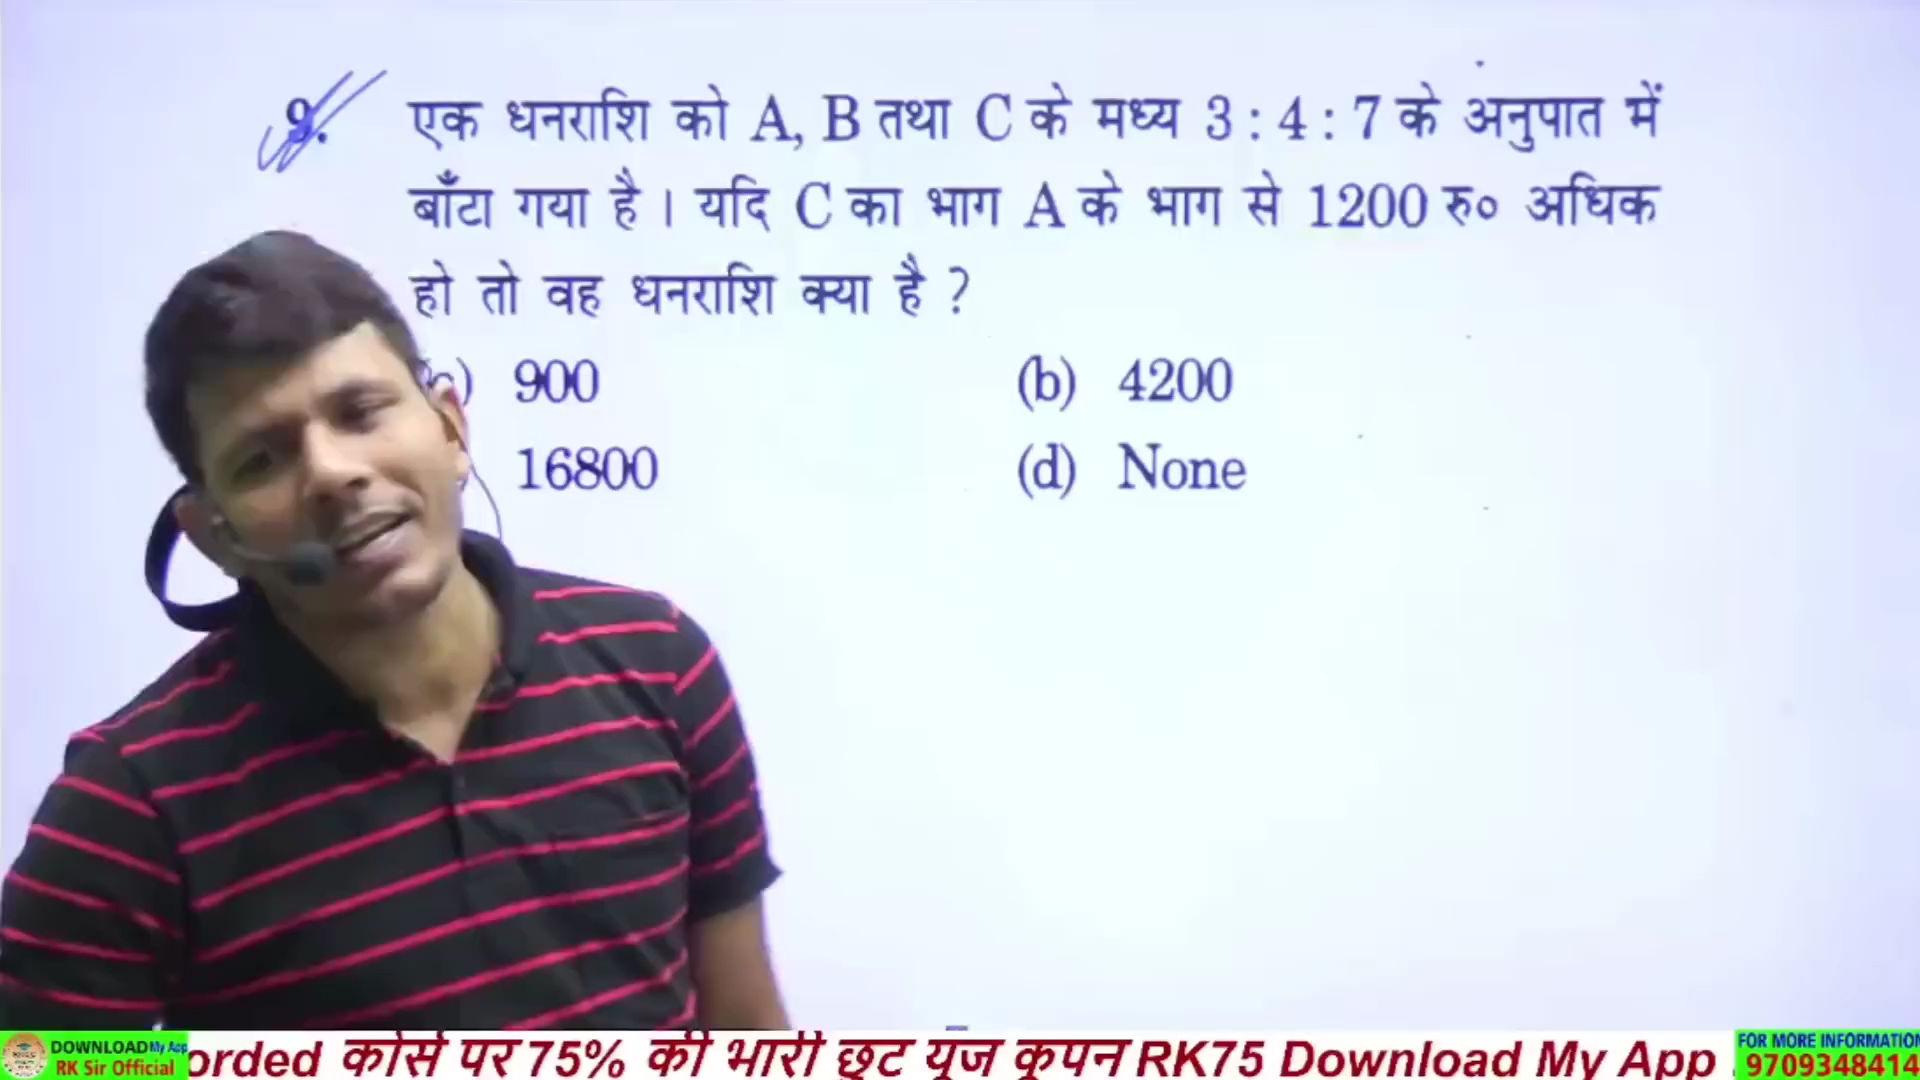 9. एक धनराशि को A, B तथा C के मध्य 3 : 4 : 7 के अनुपात में
बाँटा गया है । यदि C का भाग A के भाग से 1200 रु० अधिक
हो तो वह धनराशि क्या है ?
900 (b) 4200
16800 (d) None
DOWNLOAD My App
RK Sir Official
orded कोर्स पर 75% की भारी छूट यूज कूपन RK75 Download My App
FOR MORE INFORMATION
9709348414